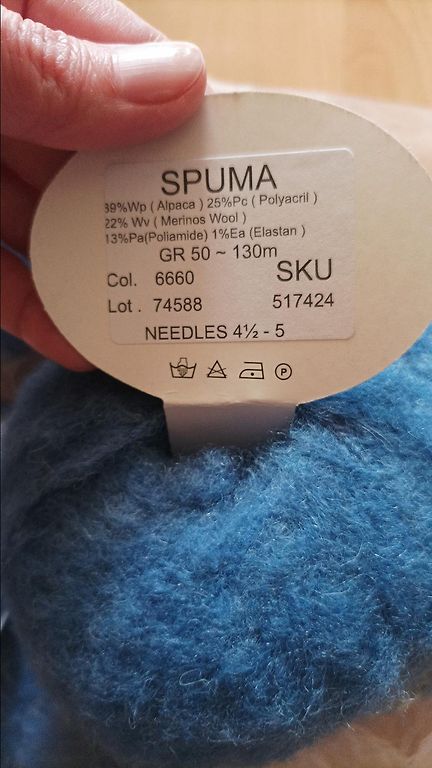 SPUMA
39%Wp ( Alpaca ) 25%Pc ( Polyacril )
22% Wv ( Merinos Wool )
13%Pa(Poliamide) 1%Ea (Elastan )
GR 50 ~ 130m
Col. 6660 SKU
Lot . 74588 517424
NEEDLES 4½ - 5
P